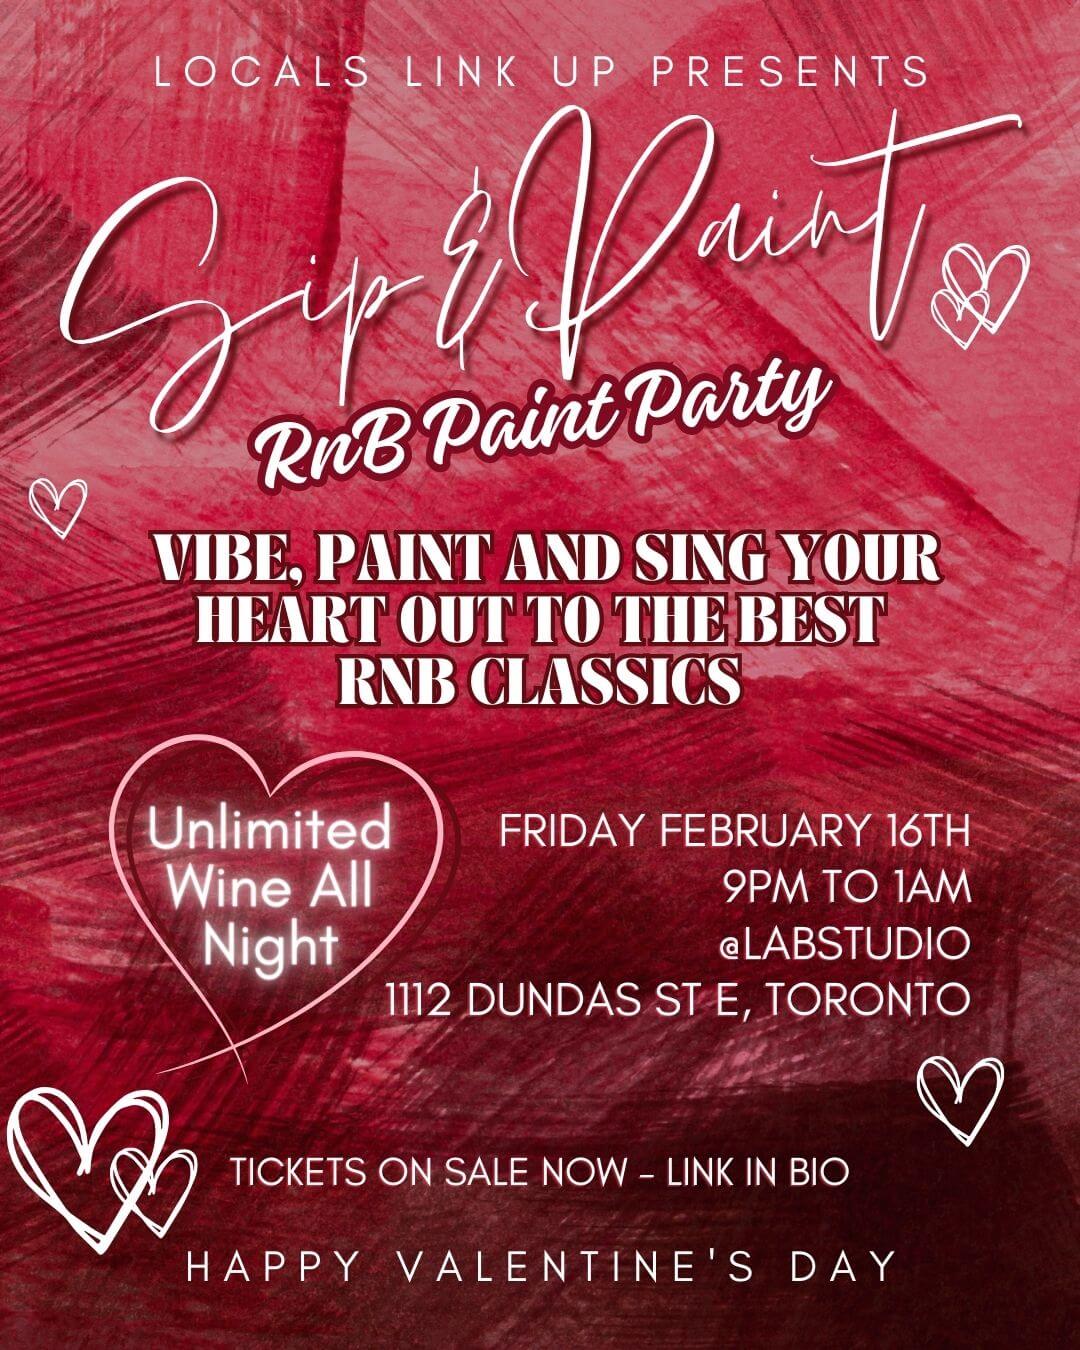 LOCALS LINK UP PRESENTS
Sip & Paint
RnB Paint Party
VIBE, PAINT AND SING YOUR
HEART OUT TO THE BEST
RNB CLASSICS
Unlimited
Wine All
Night
FRIDAY FEBRUARY 16TH
9PM TO 1AM
@LABSTUDIO
1112 DUNDAS ST E, TORONTO
TICKETS ON SALE NOW - LINK IN BIO
HAPPY VALENTINE'S DAY